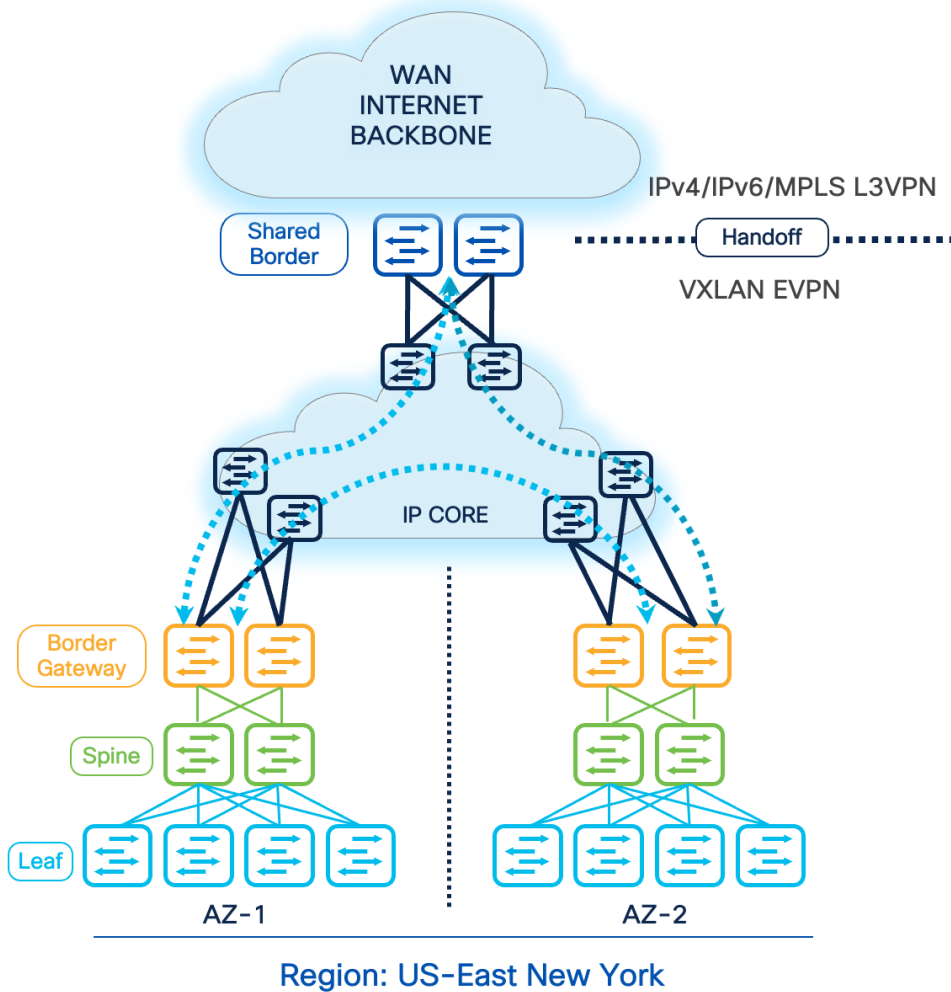 WAN
INTERNET
BACKBONE
IPv4/IPv6/MPLS L3VPN
Shared
Border
Handoff
VXLAN EVPN
IP CORE
Border
Gateway
Spine
Leaf
AZ-1
AZ-2
Region: US-East New York